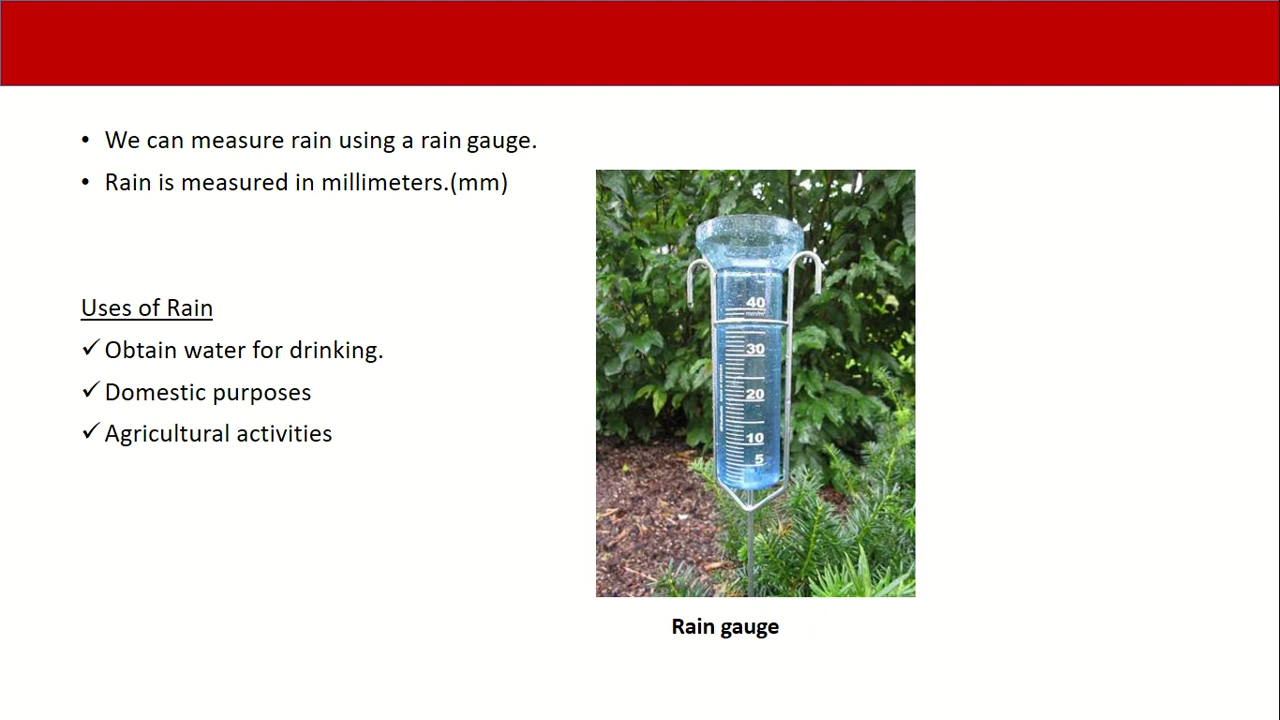 • We can measure rain using a rain gauge.
• Rain is measured in millimeters.(mm)
Uses of Rain
✓ Obtain water for drinking.
✓ Domestic purposes
✓ Agricultural activities
40
30
20
10
5
Rain gauge